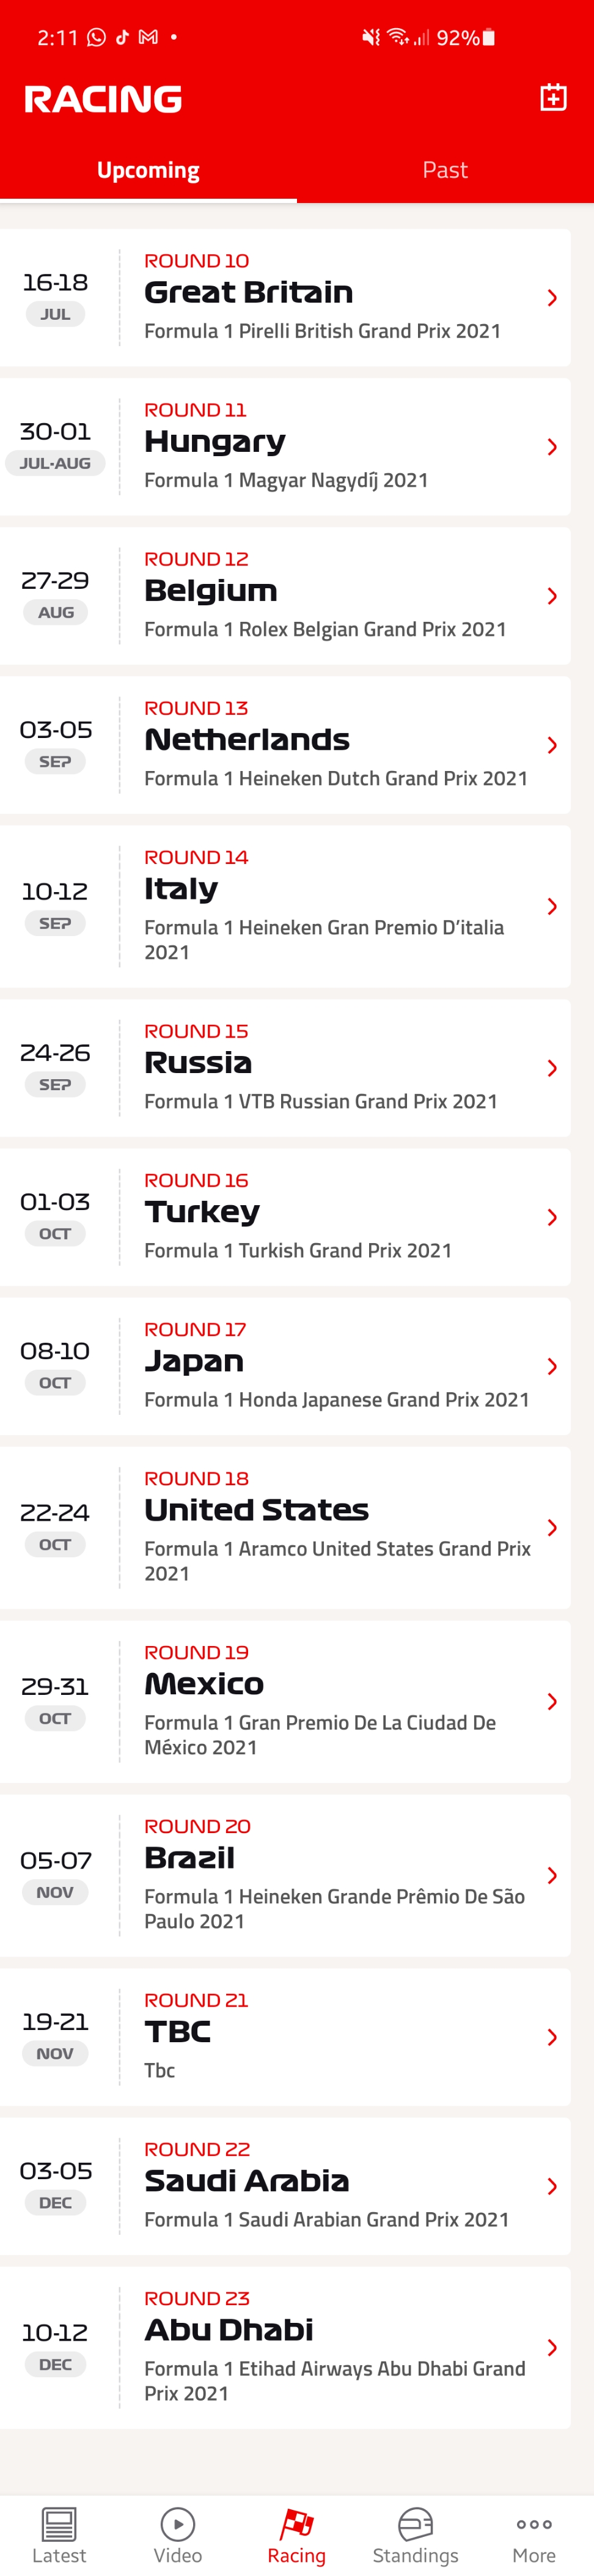 2:11 92%
RACING
Upcoming Past
ROUND 10
16-18 Great Britain
JUL
Formula 1 Pirelli British Grand Prix 2021
ROUND 11
30-01 Hungary
JUL-AUG
Formula 1 Magyar Nagydíj 2021
ROUND 12
27-29 Belgium
AUG
Formula 1 Rolex Belgian Grand Prix 2021
ROUND 13
03-05 Netherlands
SEP
Formula 1 Heineken Dutch Grand Prix 2021
ROUND 14
10-12 Italy
SEP
Formula 1 Heineken Gran Premio D'italia
2021
ROUND 15
24-26 Russia
SEP
Formula 1 VTB Russian Grand Prix 2021
ROUND 16
01-03 Turkey
OCT
Formula 1 Turkish Grand Prix 2021
ROUND 17
08-10 Japan
OCT
Formula 1 Honda Japanese Grand Prix 2021
ROUND 18
22-24 United States
OCT
Formula 1 Aramco United States Grand Prix
2021
ROUND 19
29-31 Mexico
OCT
Formula 1 Gran Premio De La Ciudad De
México 2021
ROUND 20
05-07 Brazil
NOV
Formula 1 Heineken Grande Prêmio De São
Paulo 2021
ROUND 21
19-21 TBC
NOV
Tbc
ROUND 22
03-05 Saudi Arabia
DEC
Formula 1 Saudi Arabian Grand Prix 2021
ROUND 23
10-12 Abu Dhabi
DEC
Formula 1 Etihad Airways Abu Dhabi Grand
Prix 2021
Latest Video Racing Standings More